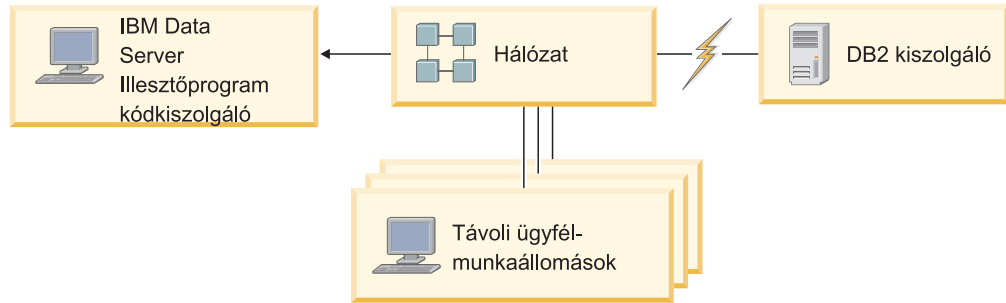 IBM Data
Server
Illesztőprogram
kódkiszolgáló
Hálózat
DB2 kiszolgáló
Távoli ügyfél-
munkaállomások